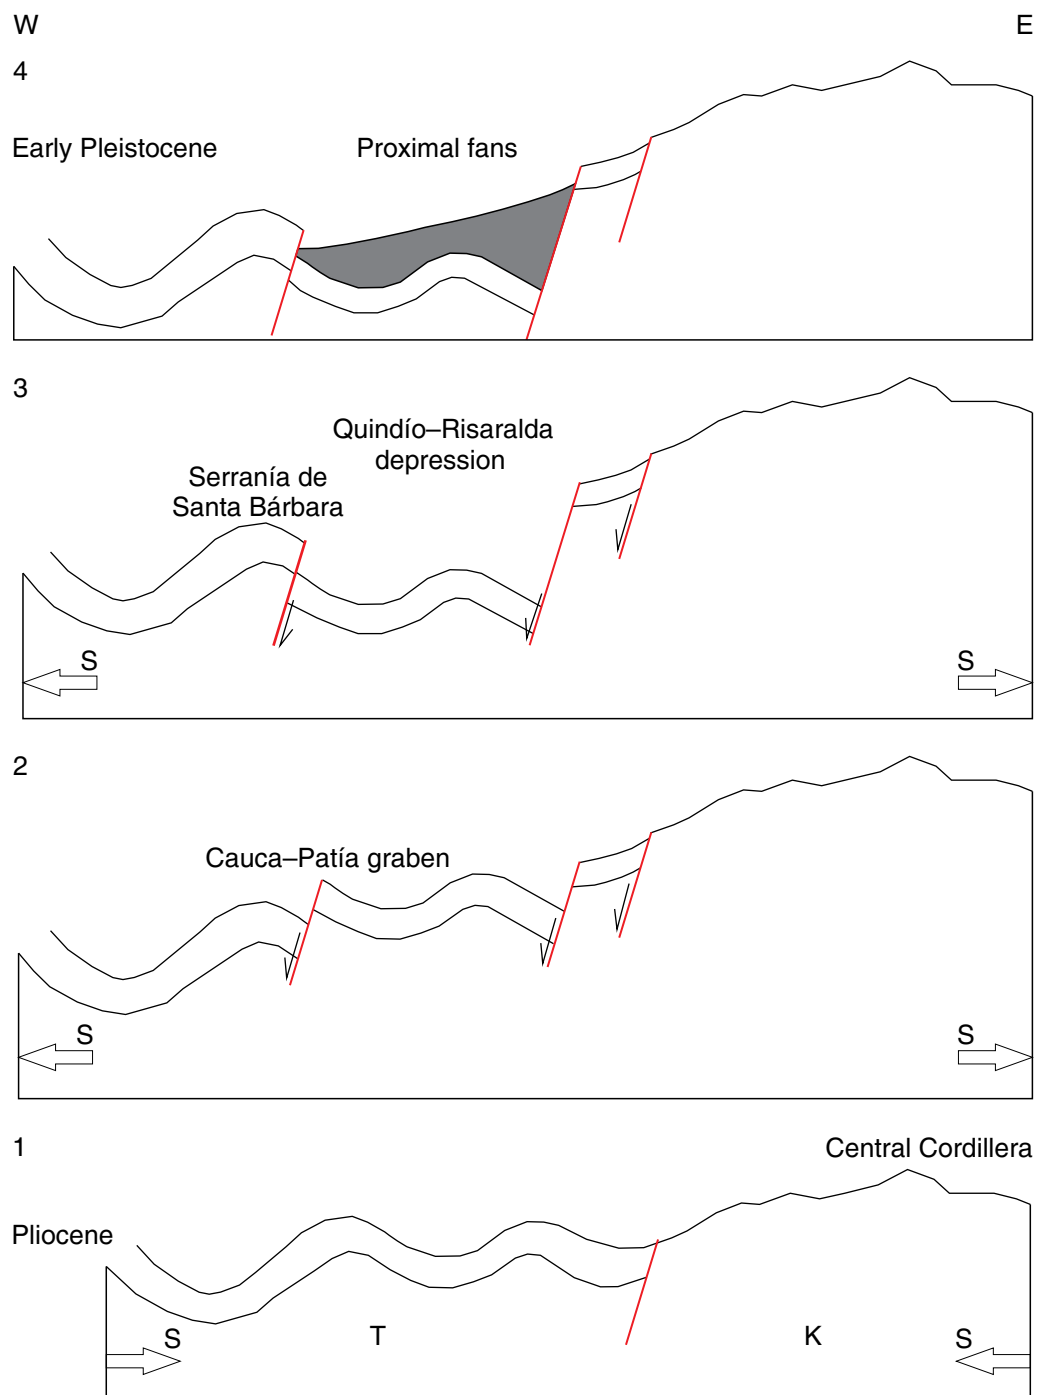 W
E
4
Early Pleistocene
Proximal fans
3
Quindío–Risaralda
depression
Serranía de
Santa Bárbara
S
S
2
Cauca–Patía graben
S
S
1
Central Cordillera
Pliocene
S
T
K
S